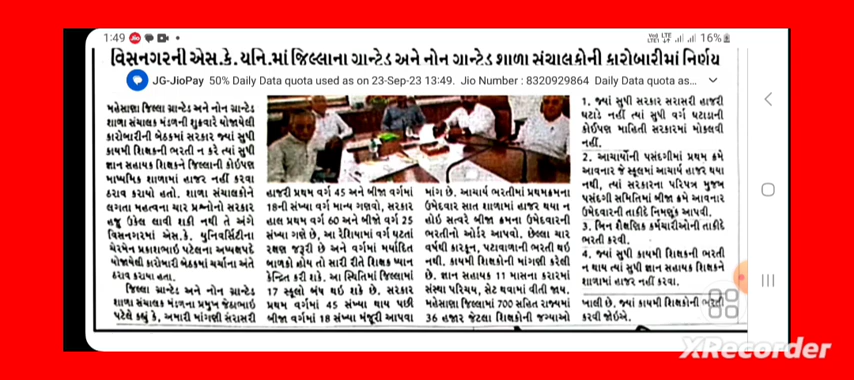 1:49
Vo) LTE
LTE1
16%
વિસનગરની એસ.કે. યુનિ.માં જિલ્લાના ગ્રાન્ટેડ અને નોન ગ્રાન્ટેડ શાળા સંચાલકોની કારોબારીમાં નિર્ણય
JG-JioPay 50% Daily Data quota used as on 23-Sep-23 13:49. Jio Number : 8320929864 Daily Data quota as...
મહેસાણા જિલ્લા ગ્રાન્ટેડ અને નોન ગ્રાન્ટેડ
શાળા સંચાલક મંડળની શુક્રવારે યોજાયેલી
કારોબારીની બેઠકમાં સરકાર જ્યાં સુધી
કાયમી શિક્ષકની ભરતી ન કરે ત્યાં સુધી
જ્ઞાન સહાયક શિક્ષકને જિલ્લાની કોઈપણ
માધ્યમિક શાળામાં હાજર નહીં કરવા
ઠરાવ કરાયો હતો. શાળા સંચાલકોને
લગતા મહત્વના ચાર પ્રશ્નોનો સરકાર
હજુ ઉકેલ લાવી શકી નથી તે અંગે
વિસનગરમાં એસ.કે. યુનિવર્સિટીના
ચેરમેન પ્રકાશભાઈ પટેલના અધ્યક્ષપદે
યોજાયેલી કારોબારી બેઠકમાં ચર્ચાના અંતે
ઠરાવ કરાયા હતા.
જિલ્લા ગ્રાન્ટેડ અને નોન ગ્રાન્ટેડ
શાળા સંચાલક મંડળના પ્રમુખ જેઠાભાઈ
પટેલે કહ્યું કે, અમારી માંગણી સરાસરી
હાજરી પ્રથમ વર્ગ 45 અને બીજા વર્ગમાં
18ની સંખ્યા માન્ય ગણવો. સરકાર
હાલ પ્રથમ વર્ગ 60 અને બીજો વર્ગ 25
સંખ્યા ગણે છે, આ રેશિયામાં વર્ગ ઘટતાં
રક્ષણ જરૂરી છે અને વર્ગમાં મર્યાદિત
બાળકો હોય તો સારી રીતે શિક્ષક ધ્યાન
કેન્દ્રિત કરી શકે. આ સ્થિતિમાં જિલ્લામાં
17 સ્કૂલો બંધ થઈ શકે છે. સરકાર
પ્રથમ વર્ગમાં 45 સંખ્યા થાય પછી
બીજા વર્ગમાં 18 સંખ્યા મંજૂરી આપવા
માંગ છે. આચાર્ય ભરતીમાં પ્રથમક્રમના
ઉમેદવાર સાત શાળામાં હાજર થયા ન
હોઇ સત્વરે બીજા ક્રમના ઉમેદવારની
ભરતીનો ઓર્ડર આપવો. છેલ્લા ચાર
વર્ષથી કારકૂન, પટાવાળાની ભરતી થઈ
નથી. કાયમી શિક્ષકોની માંગણી કરેલી
છે. જ્ઞાન સહાયક 11 માસના કરારમાં
સંસ્થા પરિચય, સેટ થવામાં વીતી જાય.
મહેસાણા જિલ્લામાં 700 સહિત રાજ્યમાં
36 હજાર જેટલા શિક્ષકોની જગ્યાઓ
1. જ્યાં સુધી સરકાર સરાસરી હાજરી
ઘટાડે નહીં ત્યાં સુધી વર્ગ ઘટાડાની
કોઈપણ માહિતી સરકારમાં મોકલવી
નહીં.
2. આચાર્યોની પસંદગીમાં પ્રથમ ક્રમે
આવનાર જે સ્કૂલમાં આચાર્ય હાજર થયા
નથી, ત્યાં સરકારના પરિપત્ર મુજબ
પસંદગી સમિતિમાં બીજા ક્રમે આવનાર
ઉમેદવારની તાકીદે નિમણૂંક આપવી.
3. બિન શૈક્ષણિક કર્મચારીઓની તાકીદે
ભરતી કરવી.
4. જ્યાં સુધી કાયમી શિક્ષકની ભરતી
ન થાય ત્યાં સુધી જ્ઞાન સહાયક શિક્ષકને
શાળામાં હાજર નહીં કરવા.
ખાલી છે. જ્યાં કાયમી શિક્ષકોની ભરતી
કરવી જોઇએ.
XRecorder